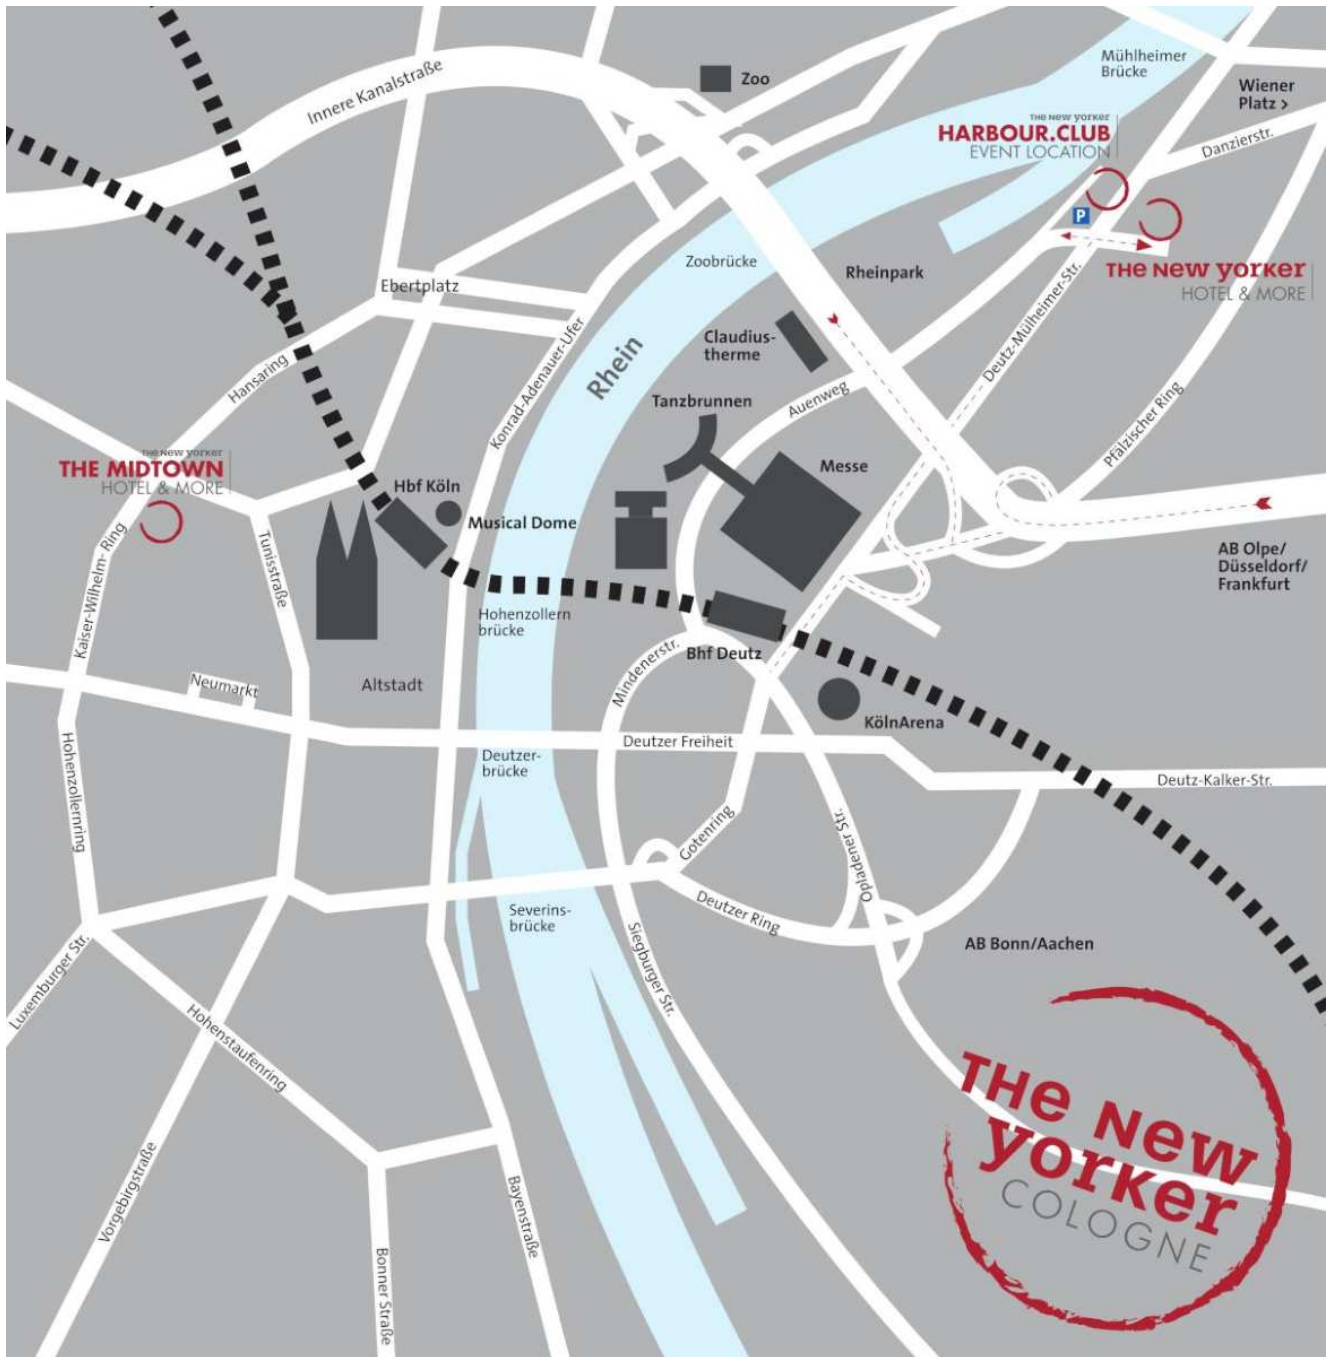 Innere Kanalstraße
Zoo
Mühlheimer
Brücke
Wiener
Platz >
THE New Yorker
HARBOUR.CLUB
EVENT LOCATION
Danzierstr.
P
Zoobrücke
Rheinpark
THE New Yorker
HOTEL & MORE
Ebertplatz
Deutz-Mülheimer-Str.
Claudius-
therme
Rhein
Konrad-Adenauer-Ufer
Hansaring
Tanzbrunnen
Auenweg
Pfälzischer Ring
THE New Yorker
THE MIDTOWN
HOTEL & MORE
Messe
Hbf Köln
Musical Dome
Kaiser-Wilhelm- Ring
Tunisstraße
AB Olpe/
Düsseldorf/
Frankfurt
Hohenzollern
brücke
Mindenerstr.
Bhf Deutz
Neumarkt
Altstadt
KölnArena
Hohenzollernring
Deutzer Freiheit
Deutzer-
brücke
Deutz-Kalker-Str.
Gotenring
Opladener Str.
Deutzer Ring
Severins-
brücke
Siegburger Str.
AB Bonn/Aachen
Luxemburger Str.
Hohenstaufenring
Vorgebirgstraße
Bayenstraße
Bonner Straße
THE New
Yorker
COLOGNE